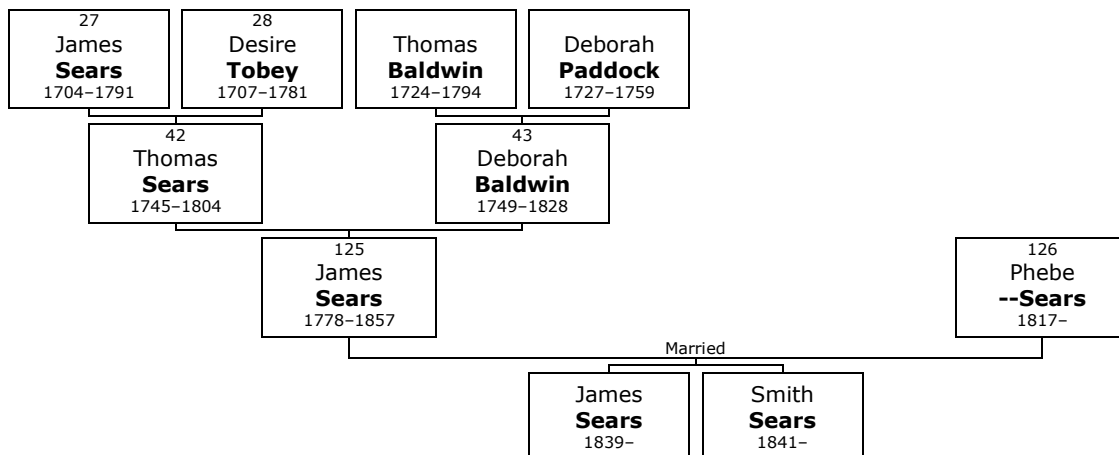 27
James
Sears
1704–1791
28
Desire
Tobey
1707–1781
Thomas
Baldwin
1724–1794
Deborah
Paddock
1727–1759
42
Thomas
Sears
1745–1804
43
Deborah
Baldwin
1749–1828
125
James
Sears
1778–1857
126
Phebe
--Sears
1817–
Married
James
Sears
1839–
Smith
Sears
1841–